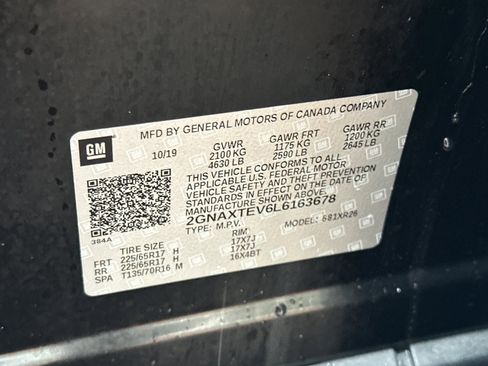 MFD BY GENERAL MOTORS OF CANADA COMPANY
GM
10/19 GVWR GAWR FRT GAWR RR
2100 KG 1175 KG 1200 KG
4630 LB 2590 LB 2645 LB
THIS VEHICLE CONFORMS TO ALL
APPLICABLE U.S. FEDERAL MOTOR
VEHICLE SAFETY AND THEFT PREVENTION
STANDARDS IN EFFECT ON THE DATE OF
MANUFACTURE SHOWN ABOVE.
2GNAXTEV6L6163678
TYPE: M.P.V. MODEL: 681XR26
384A
TIRE SIZE RIM
FRT 225/65R17 H 17X7J
RR 225/65R17 H 17X7J
SPA T135/70R16 M 16X4BT